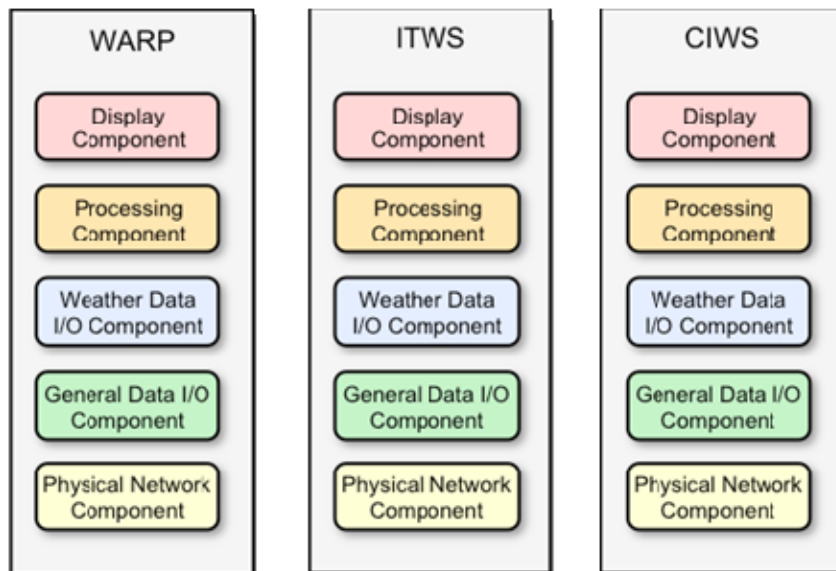 WARP
Display
Component
Processing
Component
Weather Data
I/O Component
General Data I/O
Component
Physical Network
Component
ITWS
Display
Component
Processing
Component
Weather Data
I/O Component
General Data I/O
Component
Physical Network
Component
CIWS
Display
Component
Processing
Component
Weather Data
I/O Component
General Data I/O
Component
Physical Network
Component